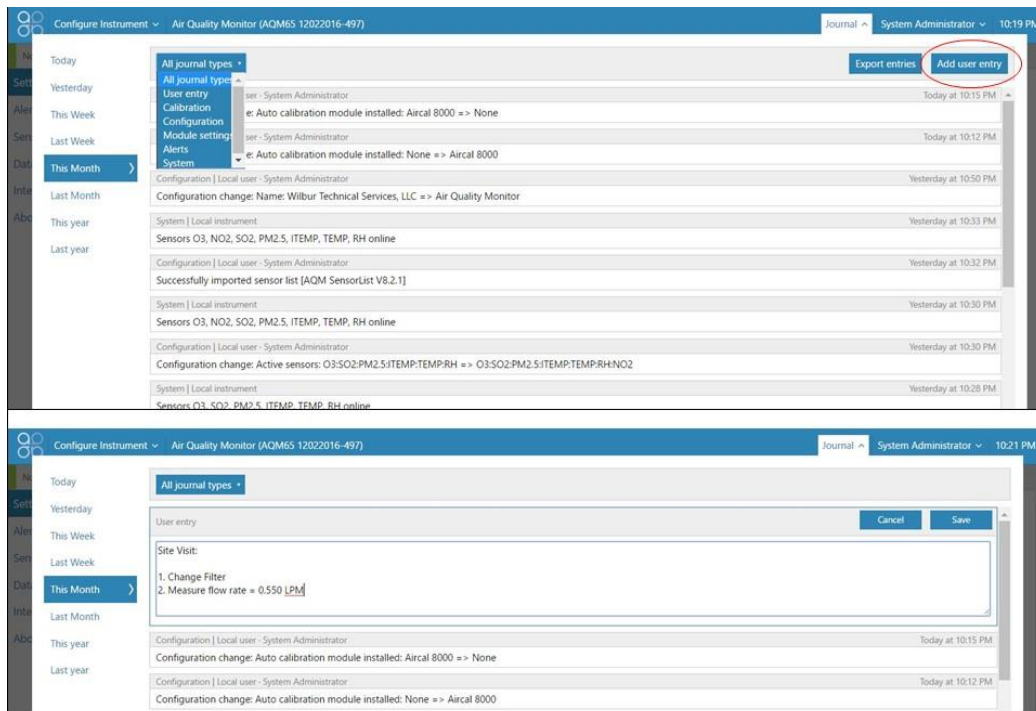 Configure Instrument Air Quality Monitor (AQM65 12022016-497) Journal System Administrator 10:19 PM
Today
Yesterday
This Week
Last Week
This Month
Last Month
This year
Last year
All journal types
Export entries Add user entry
All journal types
User entry
Calibration
Configuration
Module settings
Alerts
System
ser - System Administrator Today at 10:15 PM
e: Auto calibration module installed: Aircal 8000 => None
ser - System Administrator Today at 10:12 PM
e: Auto calibration module installed: None => Aircal 8000
Configuration | Local user - System Administrator Yesterday at 10:50 PM
Configuration change: Name: Wilbur Technical Services, LLC => Air Quality Monitor
System | Local instrument Yesterday at 10:33 PM
Sensors O3, NO2, SO2, PM2.5, ITEMP, TEMP, RH online
Configuration | Local user - System Administrator Yesterday at 10:32 PM
Successfully imported sensor list [AQM SensorList V8.2.1]
System | Local instrument Yesterday at 10:30 PM
Sensors O3, NO2, SO2, PM2.5, ITEMP, TEMP, RH online
Configuration | Local user - System Administrator Yesterday at 10:30 PM
Configuration change: Active sensors: O3:SO2:PM2.5:ITEMP:TEMP:RH => O3:SO2:PM2.5:ITEMP:TEMP:RH:NO2
System | Local instrument Yesterday at 10:28 PM
Sensors O3, SO2, PM2.5, ITEMP, TEMP, RH online
Configure Instrument Air Quality Monitor (AQM65 12022016-497) Journal System Administrator 10:21 PM
Today
Yesterday
This Week
Last Week
This Month
Last Month
This year
Last year
All journal types
User entry Cancel Save
Site Visit:
1. Change Filter
2. Measure flow rate = 0.550 LPM
Configuration | Local user - System Administrator Today at 10:15 PM
Configuration change: Auto calibration module installed: Aircal 8000 => None
Configuration | Local user - System Administrator Today at 10:12 PM
Configuration change: Auto calibration module installed: None => Aircal 8000